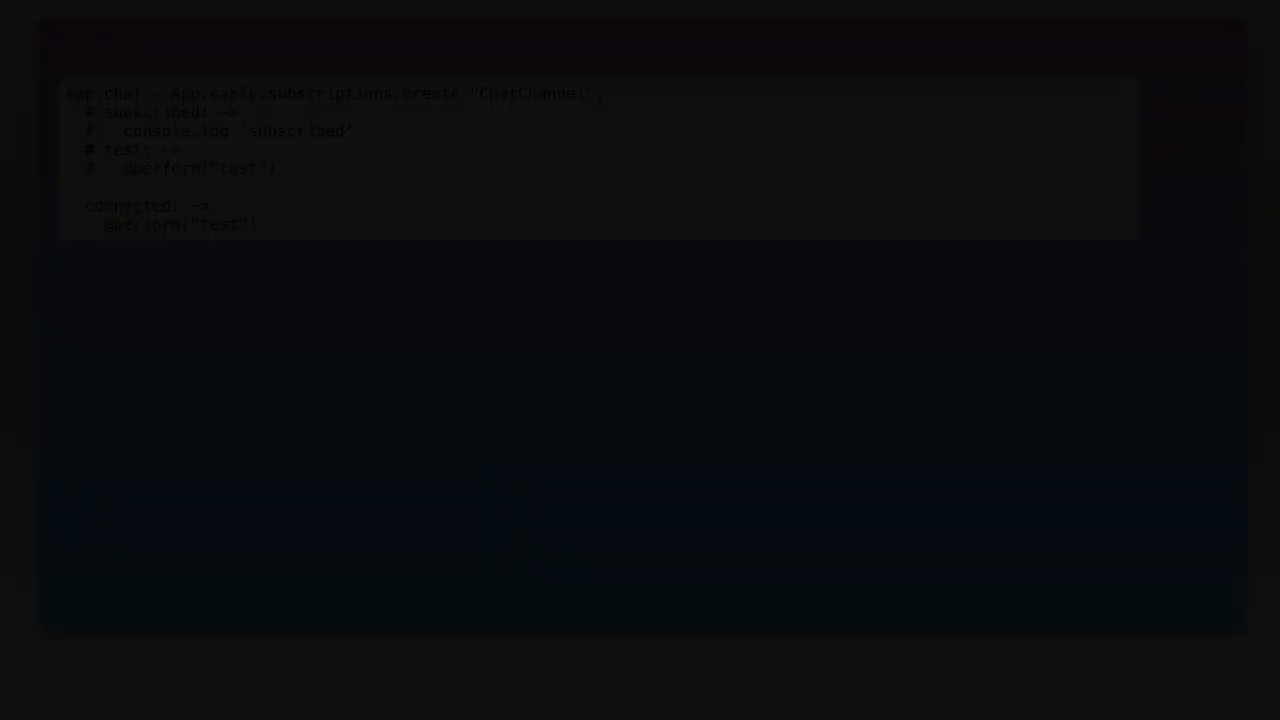 App.chat = App.cable.subscriptions.create "ChatChannel",
  # subscribed: ->
  #   console.log 'subscribed'
  # test: ->
  #   @perform("test")

  connected: ->
    @perform("test")